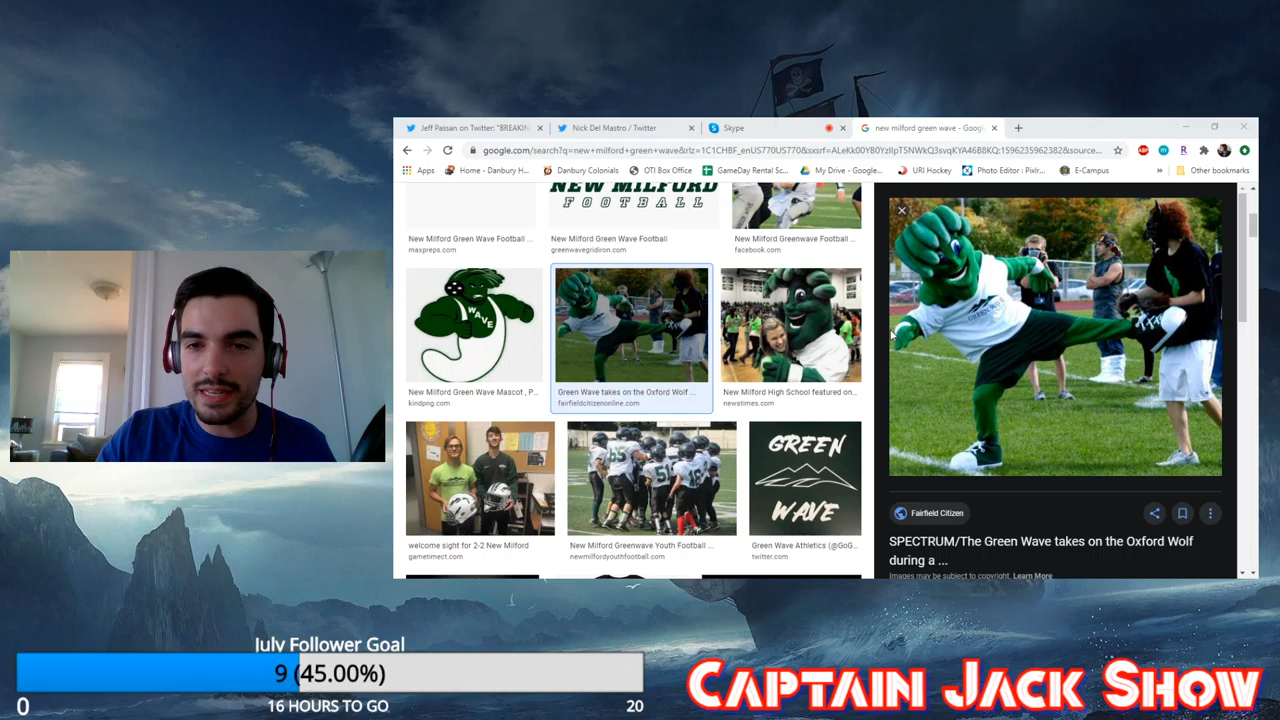 Jeff Passan on Twitter: "BREAKIN
Nick Del Mastro / Twitter
Skype
new milford green wave - Goog
google.com/search?q=new+milford+green+wave&rlz=1C1CHBF_enUS770US770&sxsrf=
Apps
Home - Danbury H...
Danbury Colonials
OTI Box Office
GameDay Rental Sc...
My Drive - Google...
URI Hockey
Photo Editor : Pixlr...
E-Campus
»
Other bookmarks
NEW MILFORD
FOOTBALL
New Milford Green Wave Football ...
maxpreps.com
New Milford Green Wave Football
greenwavegridiron.com
New Milford Greenwave Football ...
facebook.com
WAVE
New Milford Green Wave Mascot , P...
kindpng.com
Green Wave takes on the Oxford Wolf ...
fairfieldcitizenonline.com
New Milford High School featured on...
newstimes.com
GREEN
WAVE
welcome sight for 2-2 New Milford
gametimect.com
New Milford Greenwave Youth Football ...
newmilfordyouthfootball.com
Green Wave Athletics (@GoG...
twitter.com
Fairfield Citizen
SPECTRUM/The Green Wave takes on the Oxford Wolf
during a ...
Images may be subject to copyright. Learn More
July Follower Goal
9 (45.00%)
0
16 HOURS TO GO
20
CAPTAIN JACK SHOW